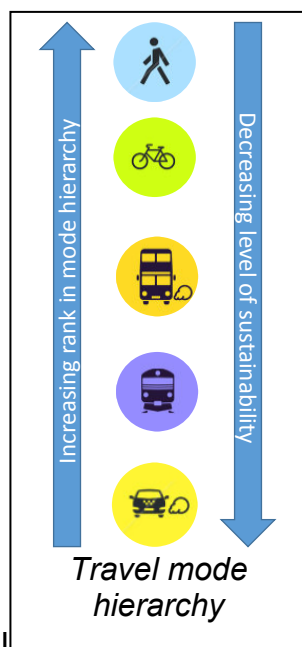 Increasing rank in mode hierarchy
Decreasing level of sustainability
Travel mode
hierarchy